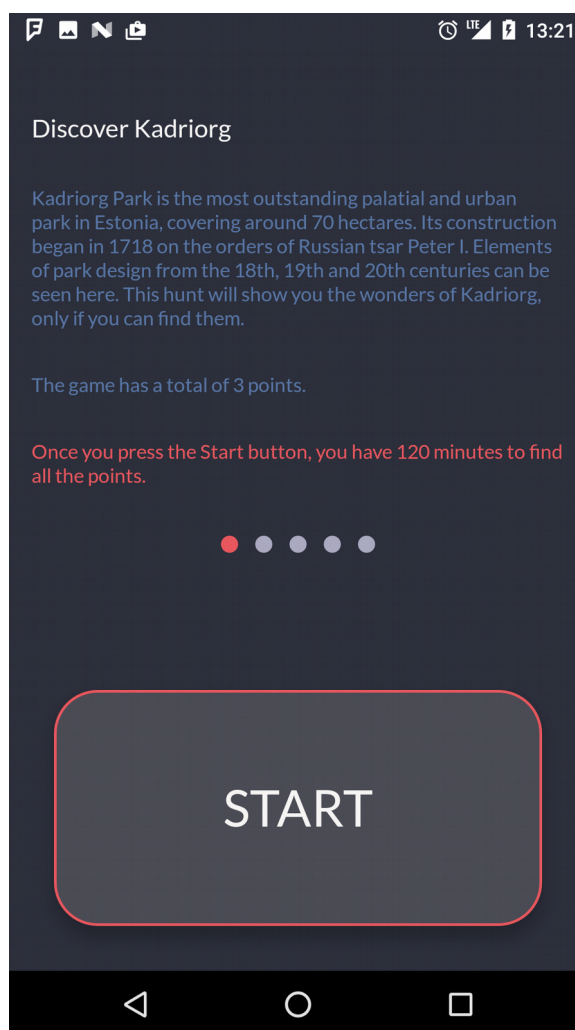 LTE 13:21
Discover Kadriorg
Kadriorg Park is the most outstanding palatial and urban
park in Estonia, covering around 70 hectares. Its construction
began in 1718 on the orders of Russian tsar Peter I. Elements
of park design from the 18th, 19th and 20th centuries can be
seen here. This hunt will show you the wonders of Kadriorg,
only if you can find them.
The game has a total of 3 points.
Once you press the Start button, you have 120 minutes to find
all the points.
START